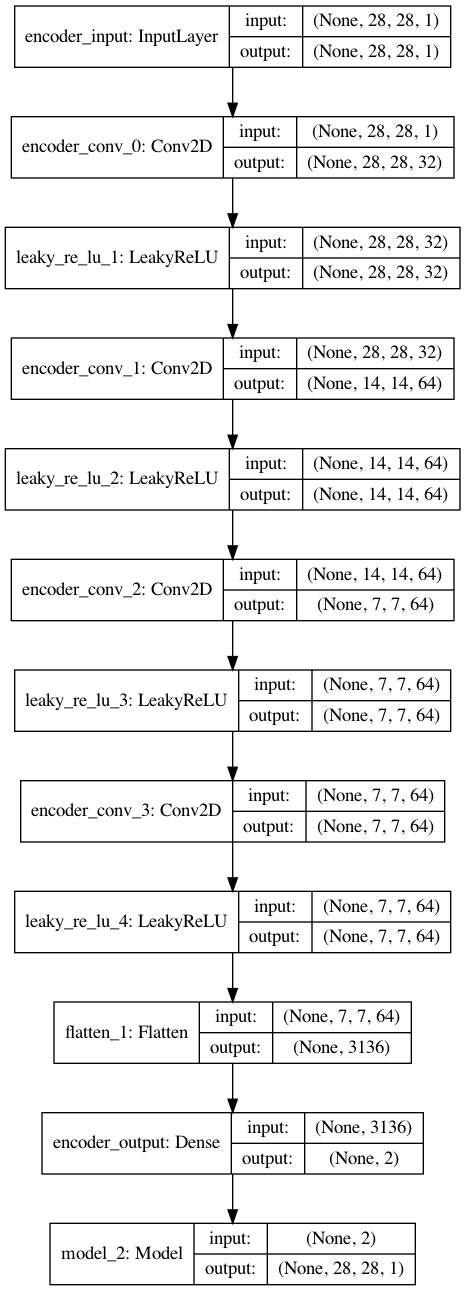 encoder_input: InputLayer
input: (None, 28, 28, 1)
output: (None, 28, 28, 1)
encoder_conv_0: Conv2D
input: (None, 28, 28, 1)
output: (None, 28, 28, 32)
leaky_re_lu_1: LeakyReLU
input: (None, 28, 28, 32)
output: (None, 28, 28, 32)
encoder_conv_1: Conv2D
input: (None, 28, 28, 32)
output: (None, 14, 14, 64)
leaky_re_lu_2: LeakyReLU
input: (None, 14, 14, 64)
output: (None, 14, 14, 64)
encoder_conv_2: Conv2D
input: (None, 14, 14, 64)
output: (None, 7, 7, 64)
leaky_re_lu_3: LeakyReLU
input: (None, 7, 7, 64)
output: (None, 7, 7, 64)
encoder_conv_3: Conv2D
input: (None, 7, 7, 64)
output: (None, 7, 7, 64)
leaky_re_lu_4: LeakyReLU
input: (None, 7, 7, 64)
output: (None, 7, 7, 64)
flatten_1: Flatten
input: (None, 7, 7, 64)
output: (None, 3136)
encoder_output: Dense
input: (None, 3136)
output: (None, 2)
model_2: Model
input: (None, 2)
output: (None, 28, 28, 1)